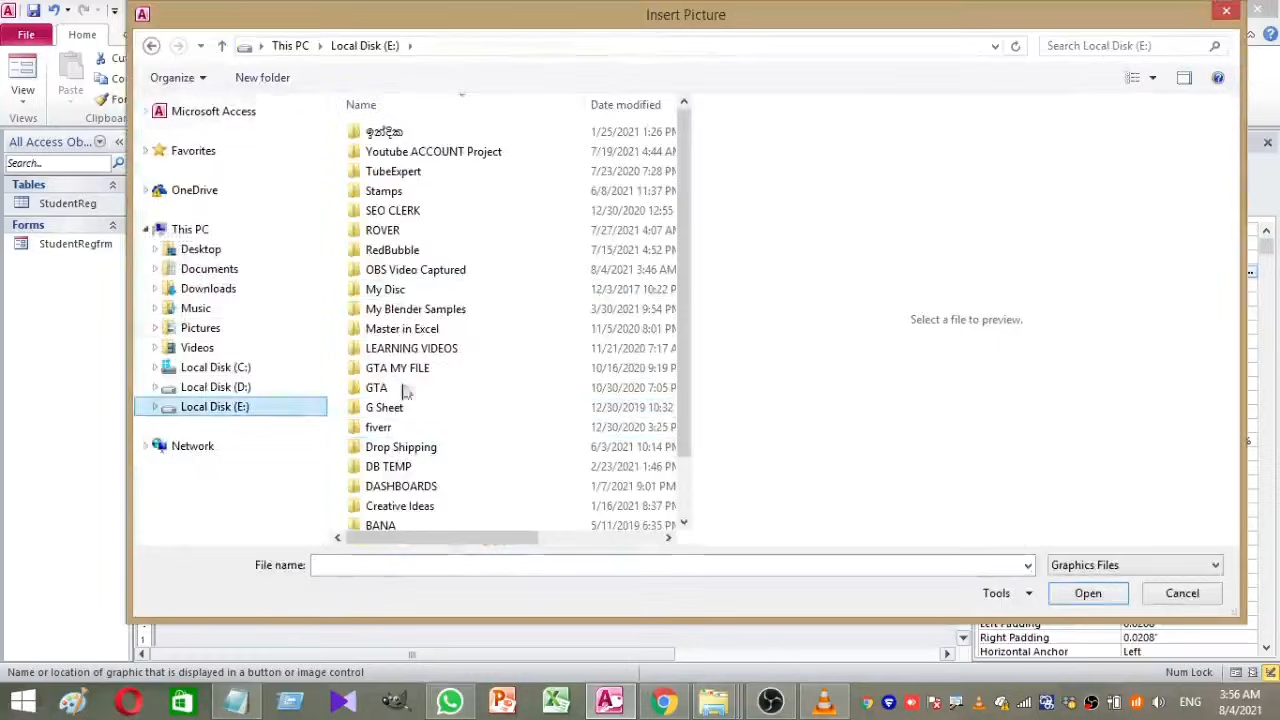 Insert Picture
File
Home
This PC
Local Disk (E:)
Search Local Disk (E:)
Organize
New folder
View
Paste
Cu
Co
Fo
Views
Clipboar
Name
Date modified
Microsoft Access
All Access Ob...
Favorites
Search...
OneDrive
Tables
StudentReg
Forms
StudentRegfrm
This PC
Desktop
Documents
Downloads
Music
Pictures
Videos
Local Disk (C:)
Local Disk (D:)
Local Disk (E:)
Network
ඉන්දික 1/25/2021 1:26 PM
Youtube ACCOUNT Project 7/19/2021 4:44 AM
TubeExpert 7/23/2020 7:28 PM
Stamps 6/8/2021 11:37 PM
SEO CLERK 12/30/2020 12:55
ROVER 7/27/2021 4:07 AM
RedBubble 7/15/2021 4:52 PM
OBS Video Captured 8/4/2021 3:46 AM
My Disc 12/3/2017 10:22 P
My Blender Samples 3/30/2021 9:54 PM
Master in Excel 11/5/2020 8:01 PM
LEARNING VIDEOS 11/21/2020 7:17 A
GTA MY FILE 10/16/2020 9:19 P
GTA 10/30/2020 7:05 P
G Sheet 12/30/2019 10:32
fiverr 12/30/2020 3:25 P
Drop Shipping 6/3/2021 10:14 PM
DB TEMP 2/23/2021 1:46 PM
DASHBOARDS 1/7/2021 9:01 PM
Creative Ideas 1/16/2021 8:37 PM
BANA 5/11/2019 6:35 PM
Select a file to preview.
File name:
Graphics Files
Tools
Open
Cancel
1
Right Padding 0.0208"
Horizontal Anchor Left
Name or location of graphic that is displayed in a button or image control
Num Lock
ENG
3:56 AM
8/4/2021